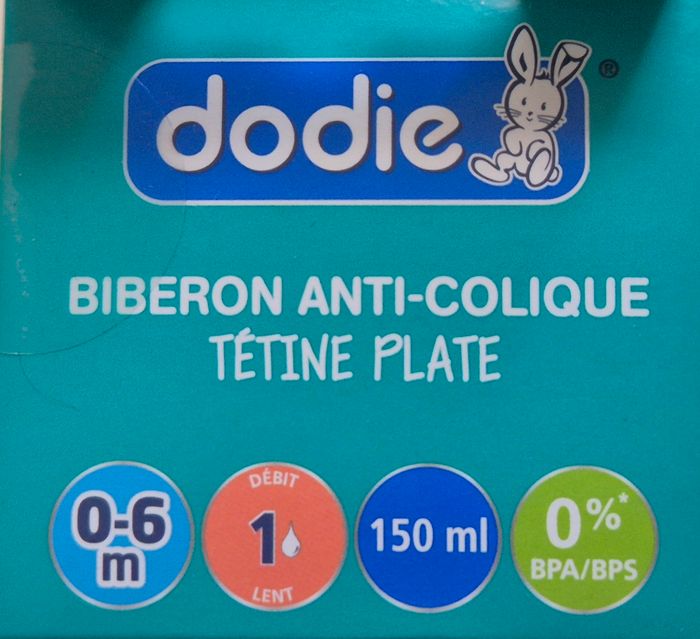 dodie ®
BIBERON ANTI-COLIQUE
TÉTINE PLATE
0-6
m
DÉBIT
1
LENT
150 ml
0%*
BPA/BPS